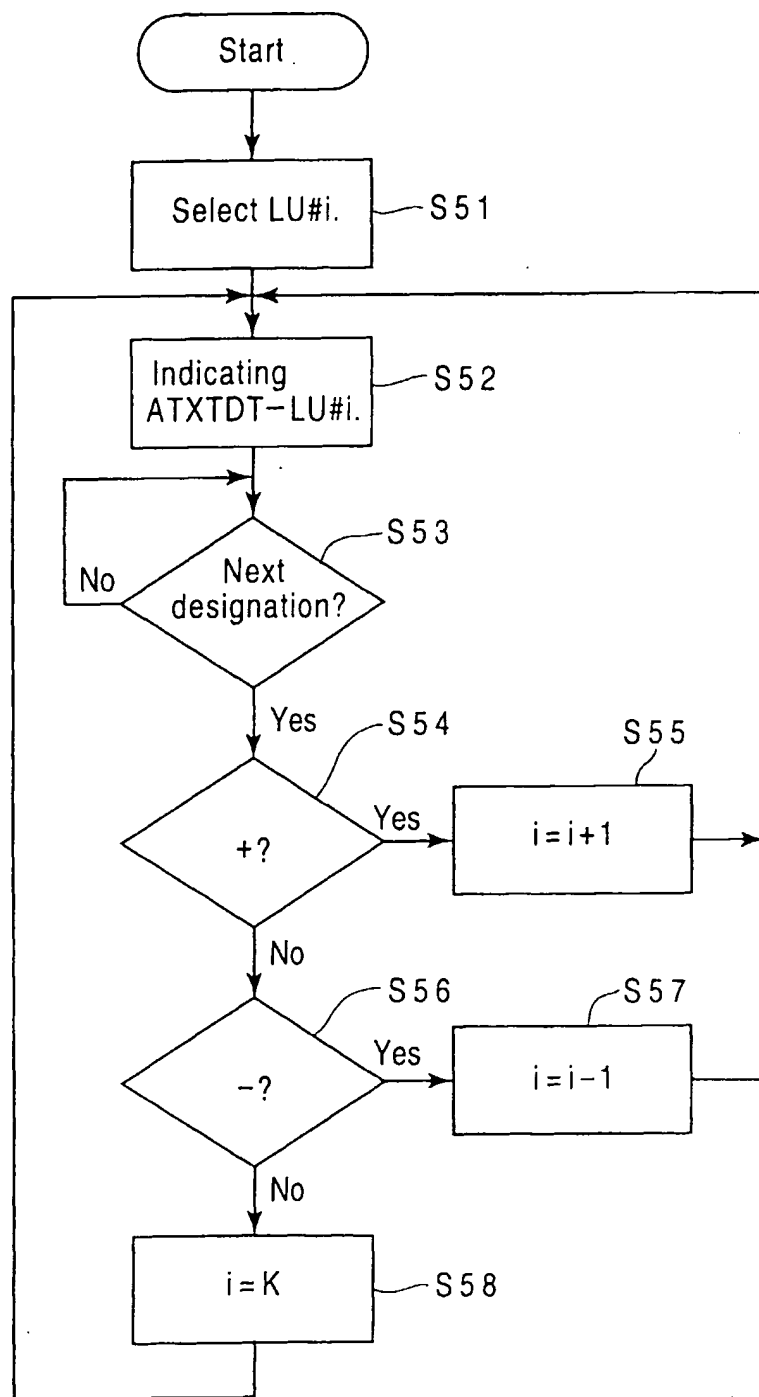 Start
Select LU#i.
S51
Indicating
ATXTDT-LU#i.
S52
Next
designation?
S53
No
Yes
+?
S54
Yes
i=i+1
S55
No
-?
S56
Yes
i=i-1
S57
No
i=K
S58